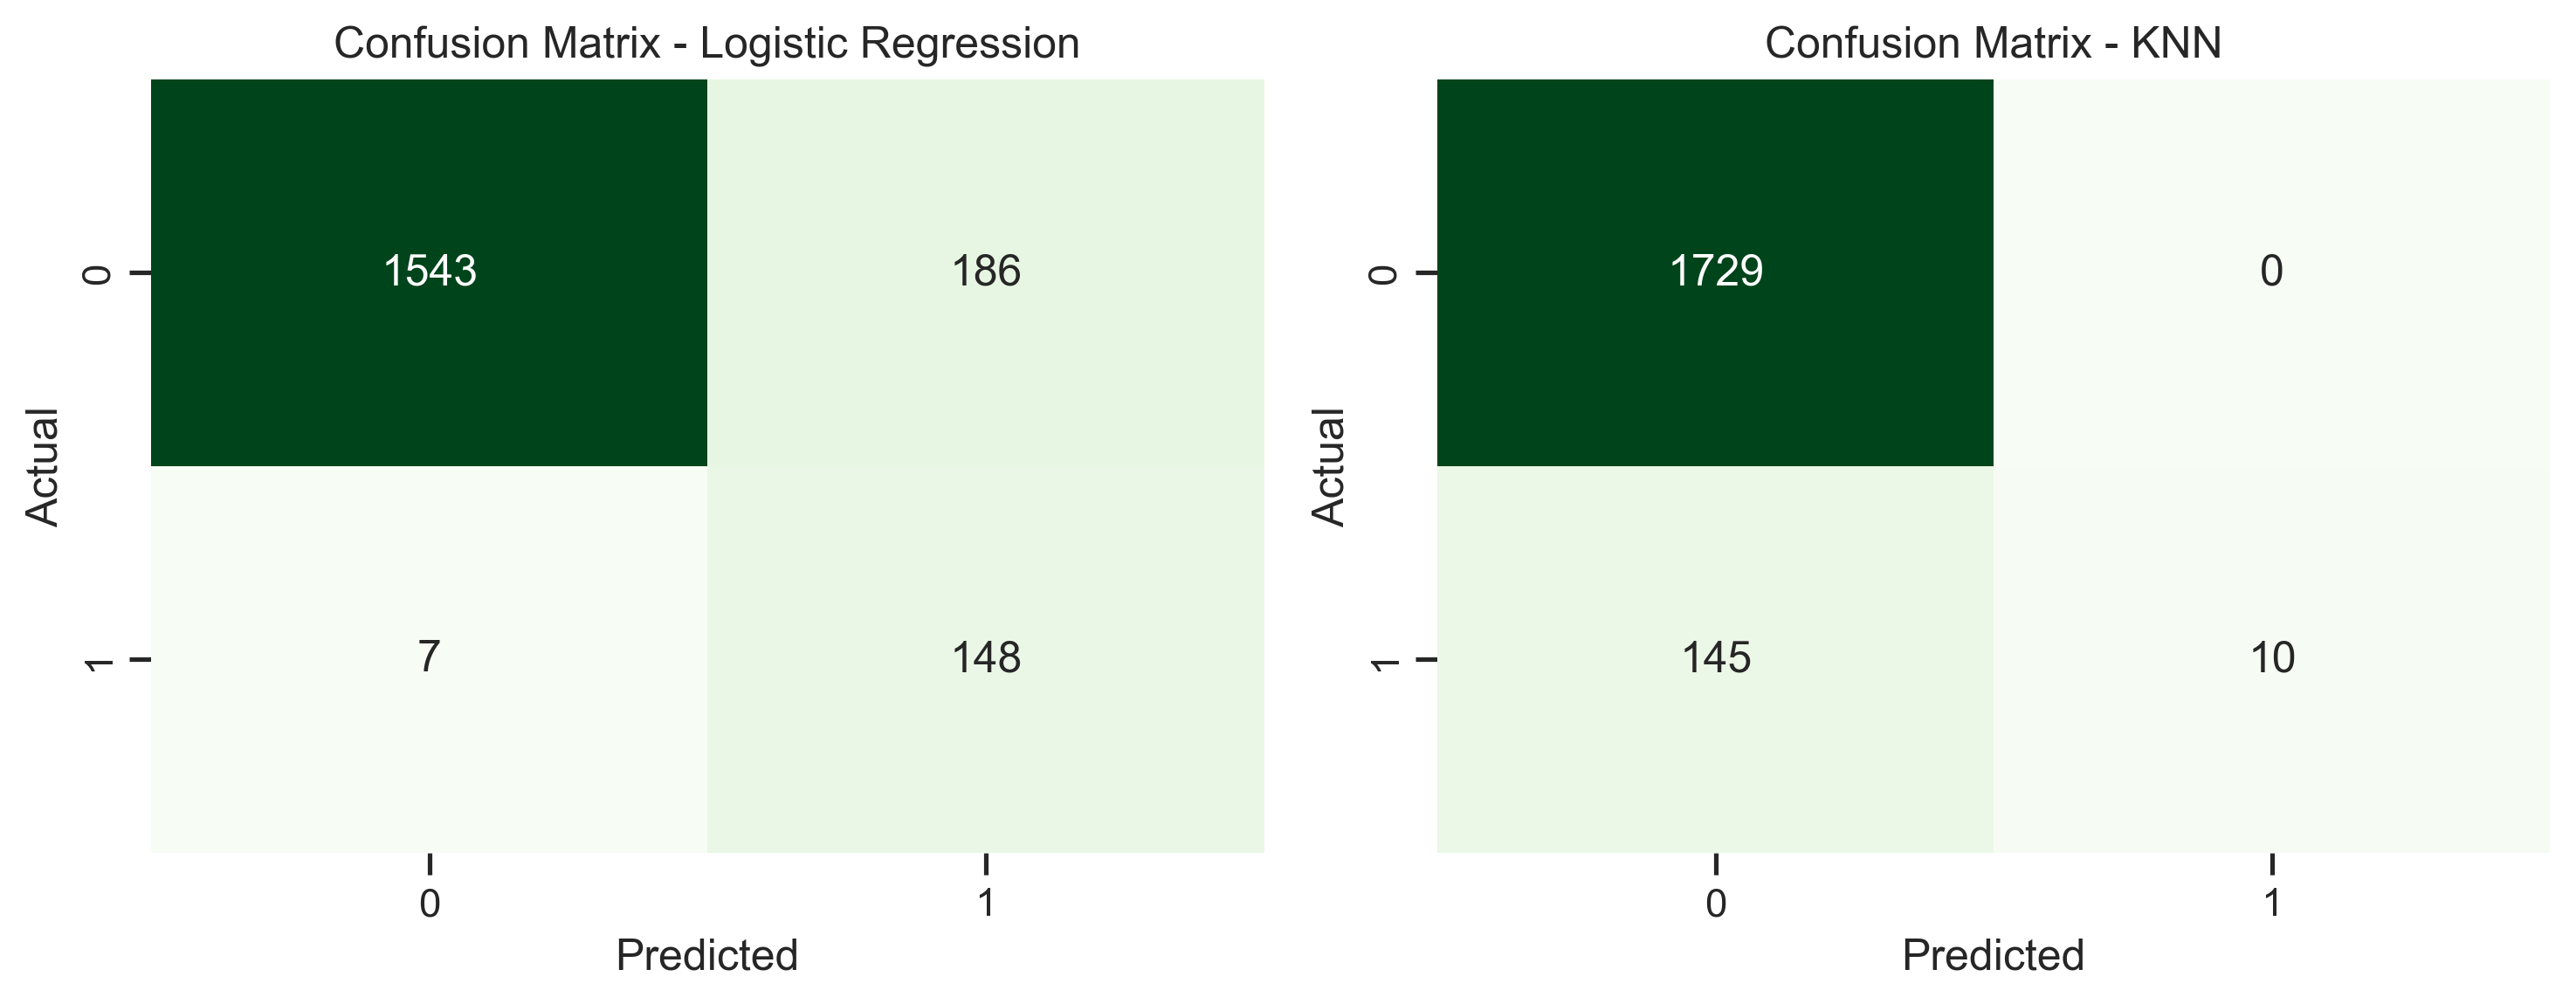 Confusion Matrix - Logistic Regression
0
1543
186
Actual
1
7
148
0
1
Predicted
Confusion Matrix - KNN
0
1729
0
Actual
1
145
10
0
1
Predicted